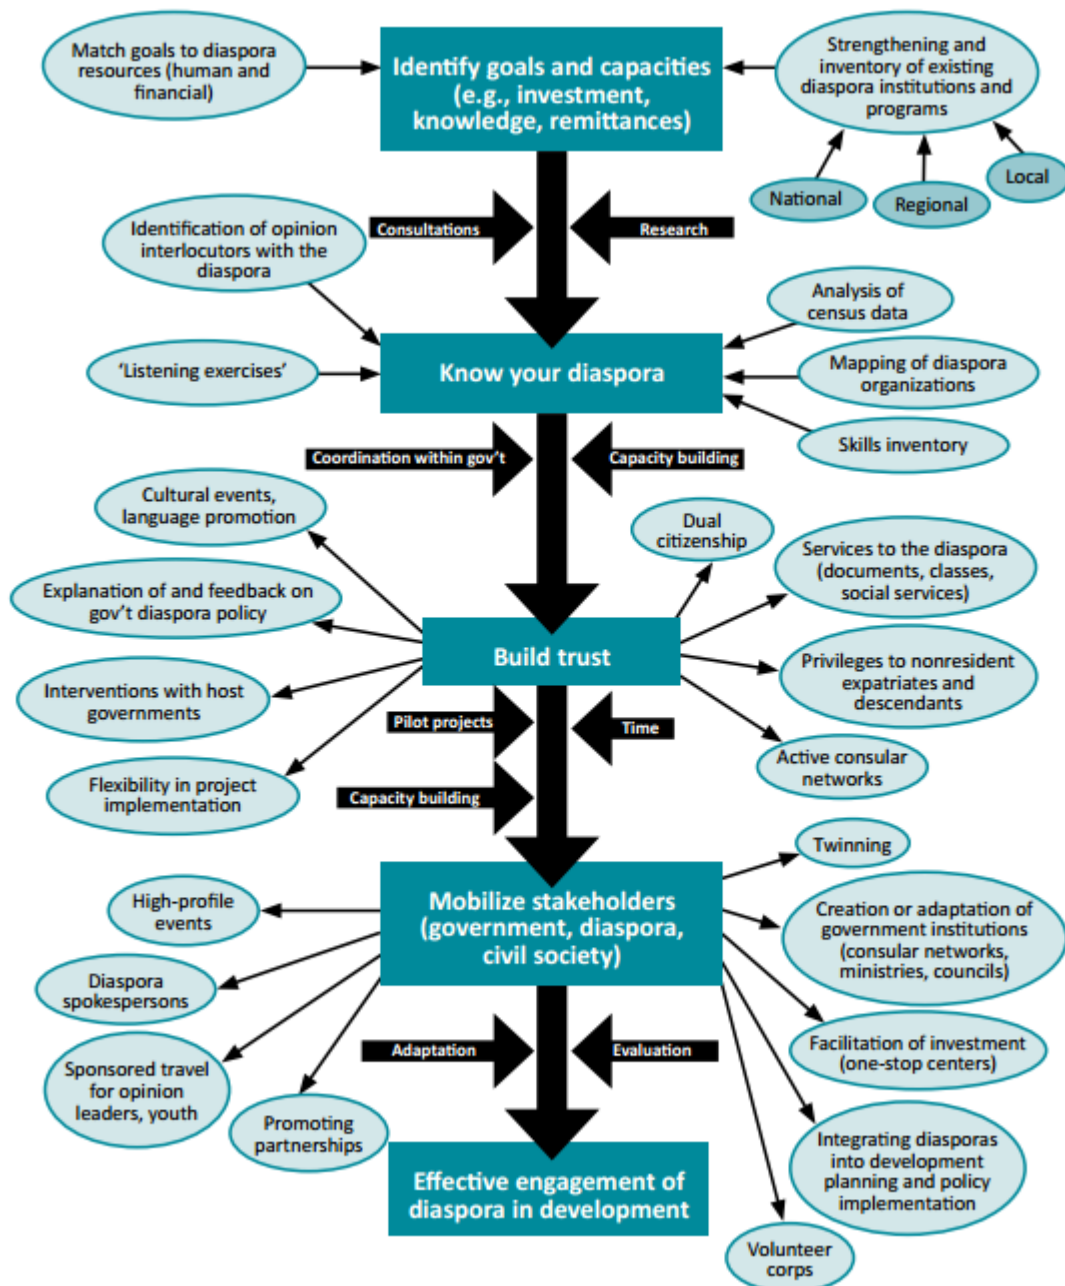 Match goals to diaspora
resources (human and
financial)
Identify goals and capacities
(e.g., investment,
knowledge, remittances)
Strengthening and
inventory of existing
diaspora institutions and
programs
National
Regional
Local
Consultations
Research
Identification of opinion
interlocutors with the
diaspora
'Listening exercises'
Know your diaspora
Analysis of
census data
Mapping of diaspora
organizations
Skills inventory
Coordination within gov't
Capacity building
Cultural events,
language promotion
Explanation of and feedback on
gov't diaspora policy
Interventions with host
governments
Flexibility in project
implementation
Build trust
Dual
citizenship
Services to the diaspora
(documents, classes,
social services)
Privileges to nonresident
expatriates and
descendants
Active consular
networks
Pilot projects
Time
Capacity building
Mobilize stakeholders
(government, diaspora,
civil society)
High-profile
events
Diaspora
spokespersons
Sponsored travel
for opinion
leaders, youth
Promoting
partnerships
Twinning
Creation or adaptation of
government institutions
(consular networks,
ministries, councils)
Facilitation of investment
(one-stop centers)
Integrating diasporas
into development
planning and policy
implementation
Volunteer
corps
Adaptation
Evaluation
Effective engagement of
diaspora in development